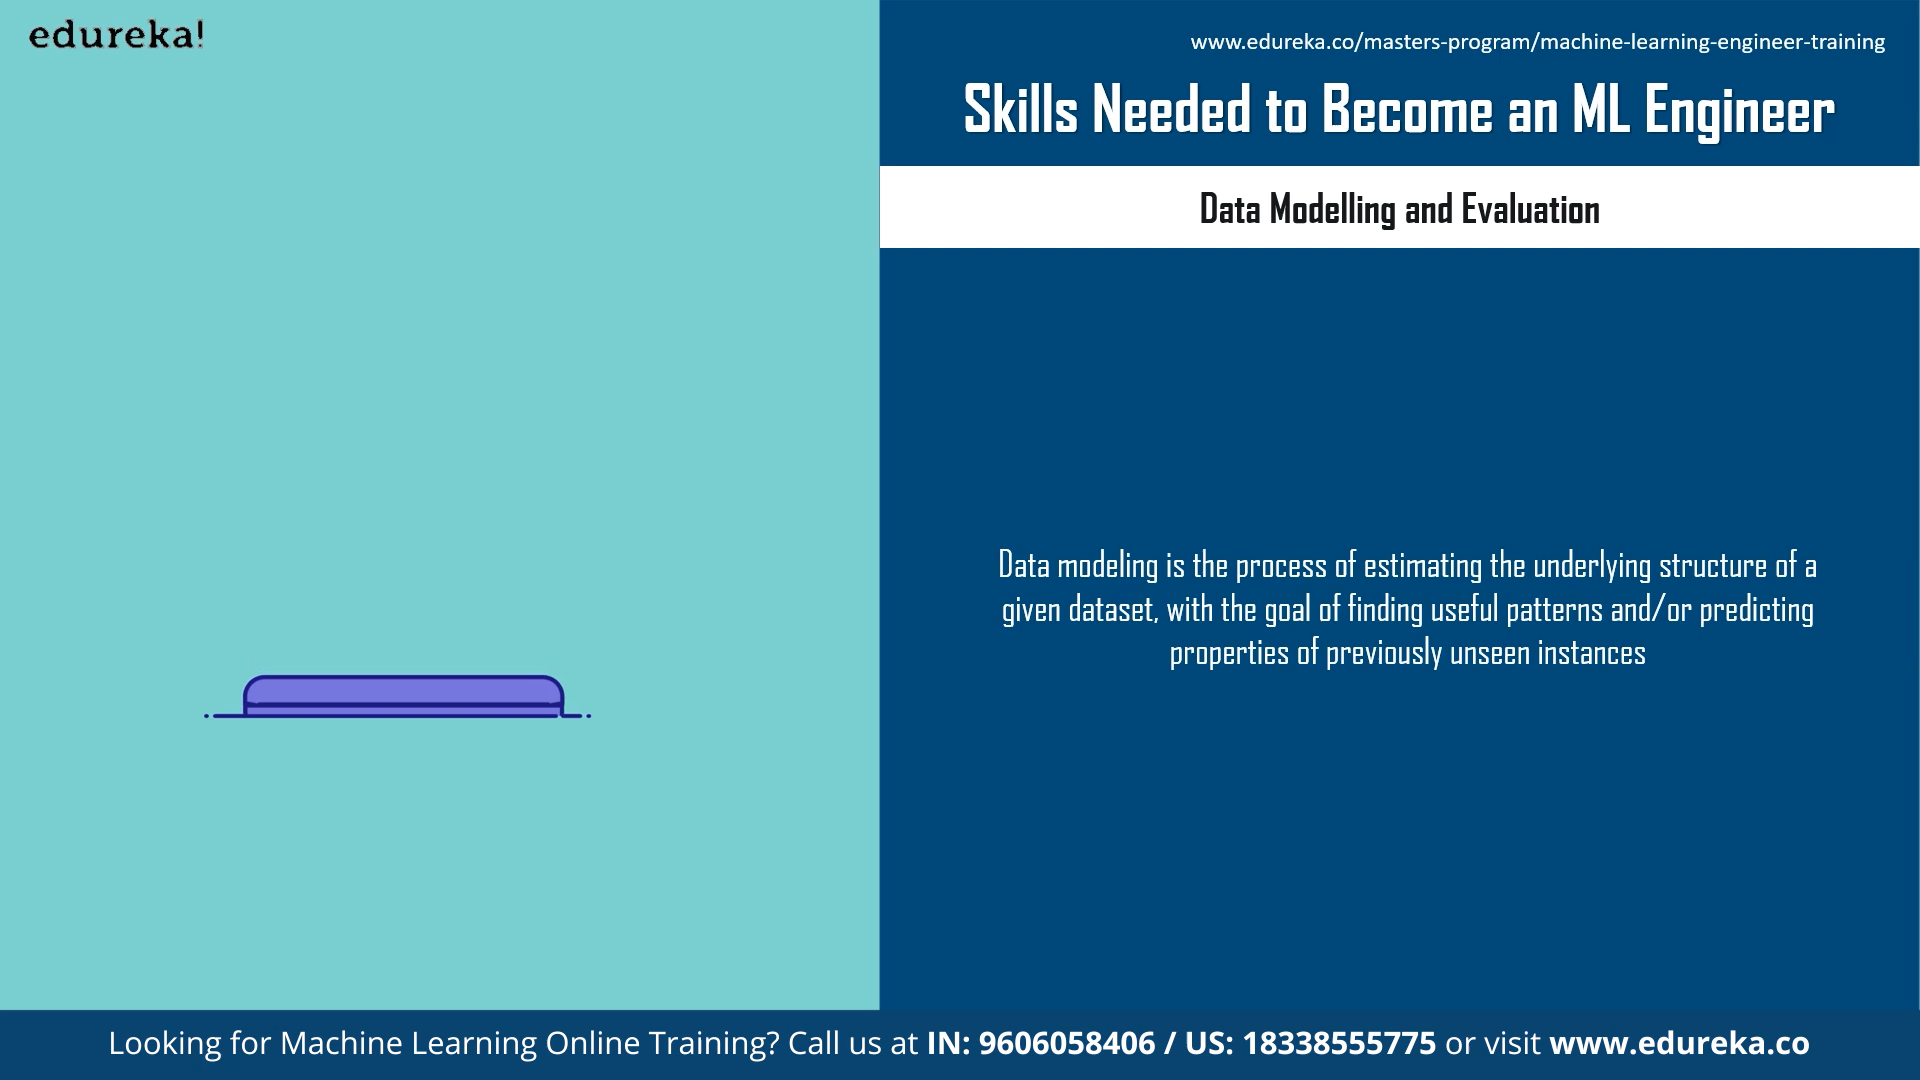 edureka!
www.edureka.co/masters-program/machine-learning-engineer-training
Skills Needed to Become an ML Engineer
Data Modelling and Evaluation
Data modeling is the process of estimating the underlying structure of a
given dataset, with the goal of finding useful patterns and/or predicting
properties of previously unseen instances
Looking for Machine Learning Online Training? Call us at IN: 9606058406 / US: 18338555775 or visit www.edureka.co